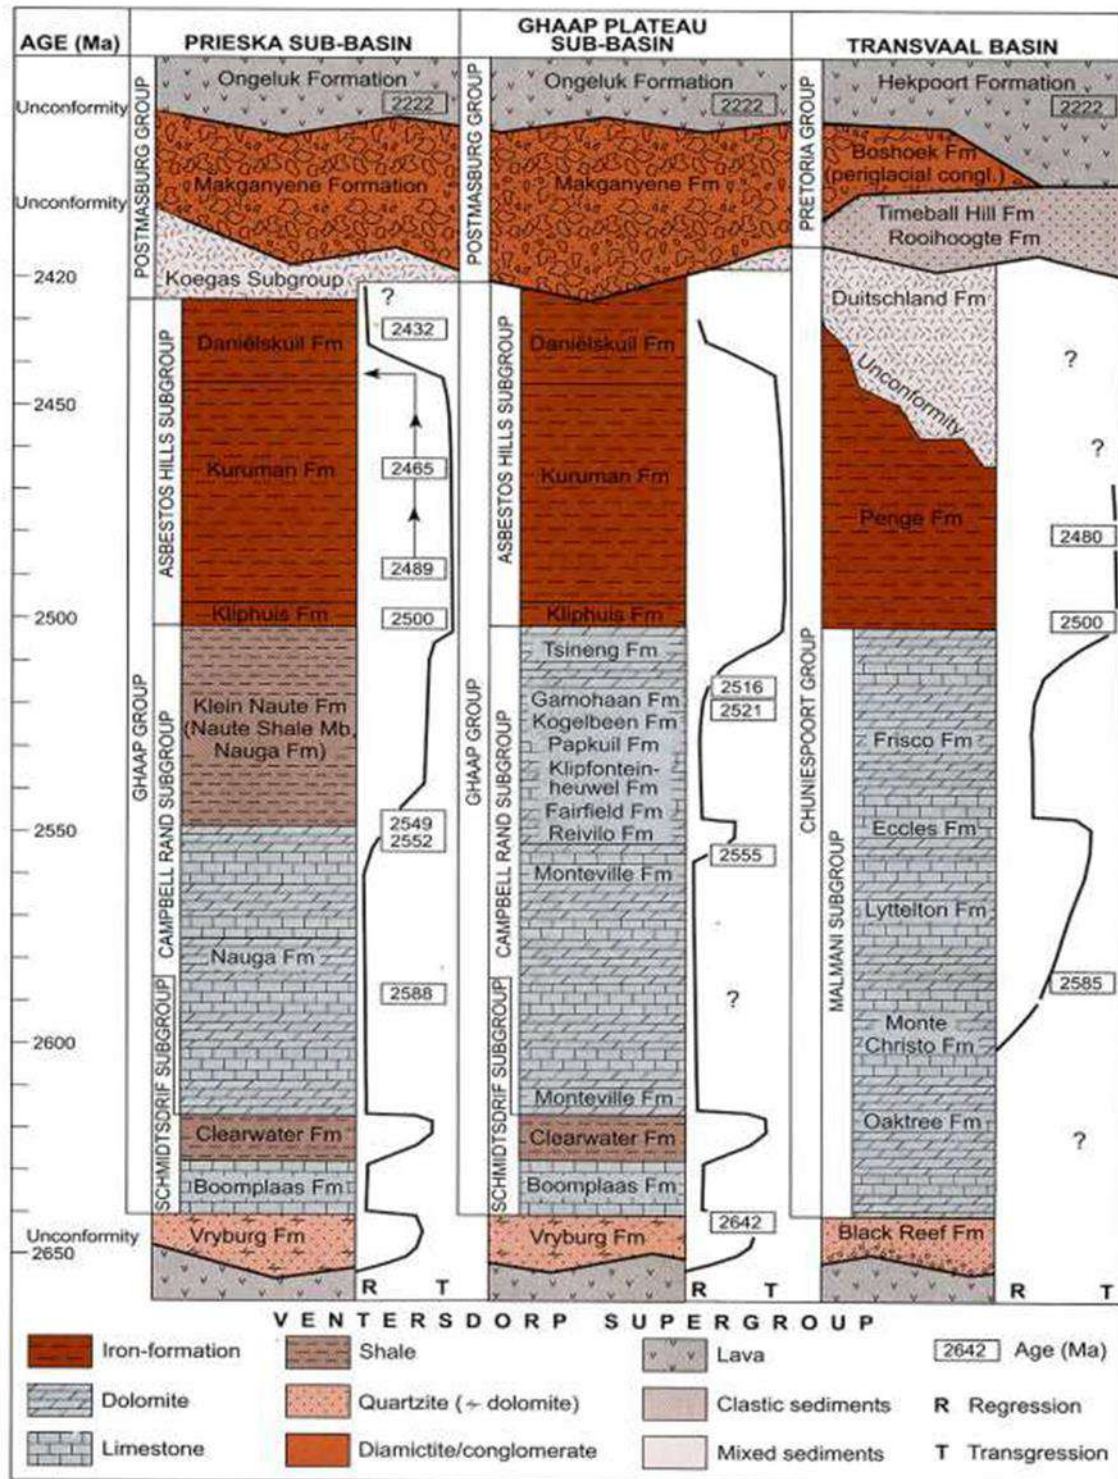 AGE (Ma)
PRIESKA SUB-BASIN
GHAAP PLATEAU
SUB-BASIN
TRANSVAAL BASIN
Unconformity
Unconformity
2420
2450
2500
2550
2600
Unconformity
2650
POSTMASBURG GROUP
Ongeluk Formation
2222
Makganyene Formation
Koegas Subgroup
GHAAP GROUP
ASBESTOS HILLS SUBGROUP
CAMPBELL RAND SUBGROUP
SCHMIDTSDRIF SUBGROUP
Daniëlskuil Fm
Kuruman Fm
Kliphuis Fm
Klein Naute Fm
(Naute Shale Mb,
Nauga Fm)
Nauga Fm
Clearwater Fm
Boomplaas Fm
Vryburg Fm
?
2432
2465
2489
2500
2549
2552
2588
R T
POSTMASBURG GROUP
Ongeluk Formation
2222
Makganyene Fm
GHAAP GROUP
ASBESTOS HILLS SUBGROUP
CAMPBELL RAND SUBGROUP
SCHMIDTSDRIF SUBGROUP
Daniëlskuil Fm
Kuruman Fm
Kliphuis Fm
Tsineng Fm
Gamohaan Fm
Kogelbeen Fm
Papkuil Fm
Klipfontein-
heuwel Fm
Fairfield Fm
Reivilo Fm
Monteville Fm
Monteville Fm
Clearwater Fm
Boomplaas Fm
Vryburg Fm
2516
2521
2555
?
2642
R T
PRETORIA GROUP
Hekpoort Formation
2222
Boshoek Fm
(periglacial congl.)
Timeball Hill Fm
Rooihoogte Fm
Duitschland Fm
Unconformity
CHUNIESPOORT GROUP
MALMANI SUBGROUP
Penge Fm
Frisco Fm
Eccles Fm
Lyttelton Fm
Monte
Christo Fm
Oaktree Fm
Black Reef Fm
?
?
2480
2500
2585
?
R T
VENTERSDORP SUPERGROUP
Iron-formation
Dolomite
Limestone
Shale
Quartzite (⌿ dolomite)
Diamictite/conglomerate
Lava
Clastic sediments
Mixed sediments
2642 Age (Ma)
R Regression
T Transgression